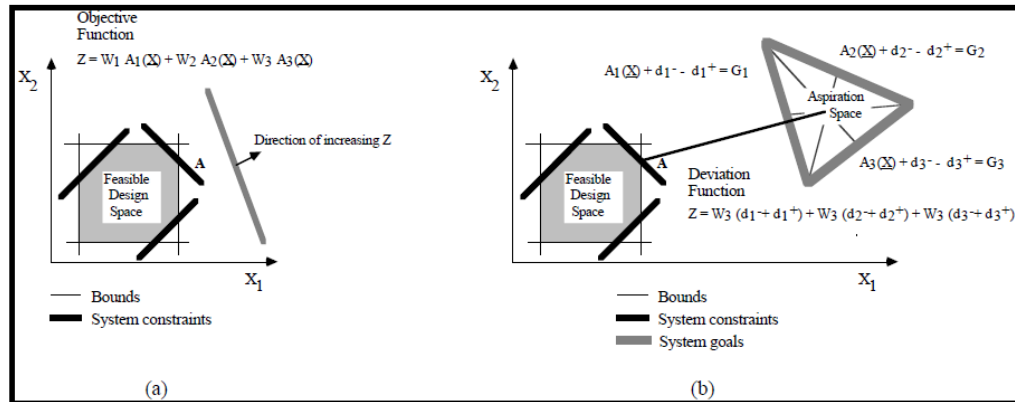 Objective
Function
Z = W1 A1(X) + W2 A2(X) + W3 A3(X)
X2
Direction of increasing Z
A
Feasible
Design
Space
X1
Bounds
System constraints
(a)
X2
A1(X) + d1- - d1+ = G1
A2(X) + d2- - d2+ = G2
Aspiration
Space
A3(X) + d3- - d3+ = G3
A
Feasible
Design
Space
Deviation
Function
Z = W3 (d1-+ d1+) + W3 (d2-+ d2+) + W3 (d3-+ d3+)
X1
Bounds
System constraints
System goals
(b)